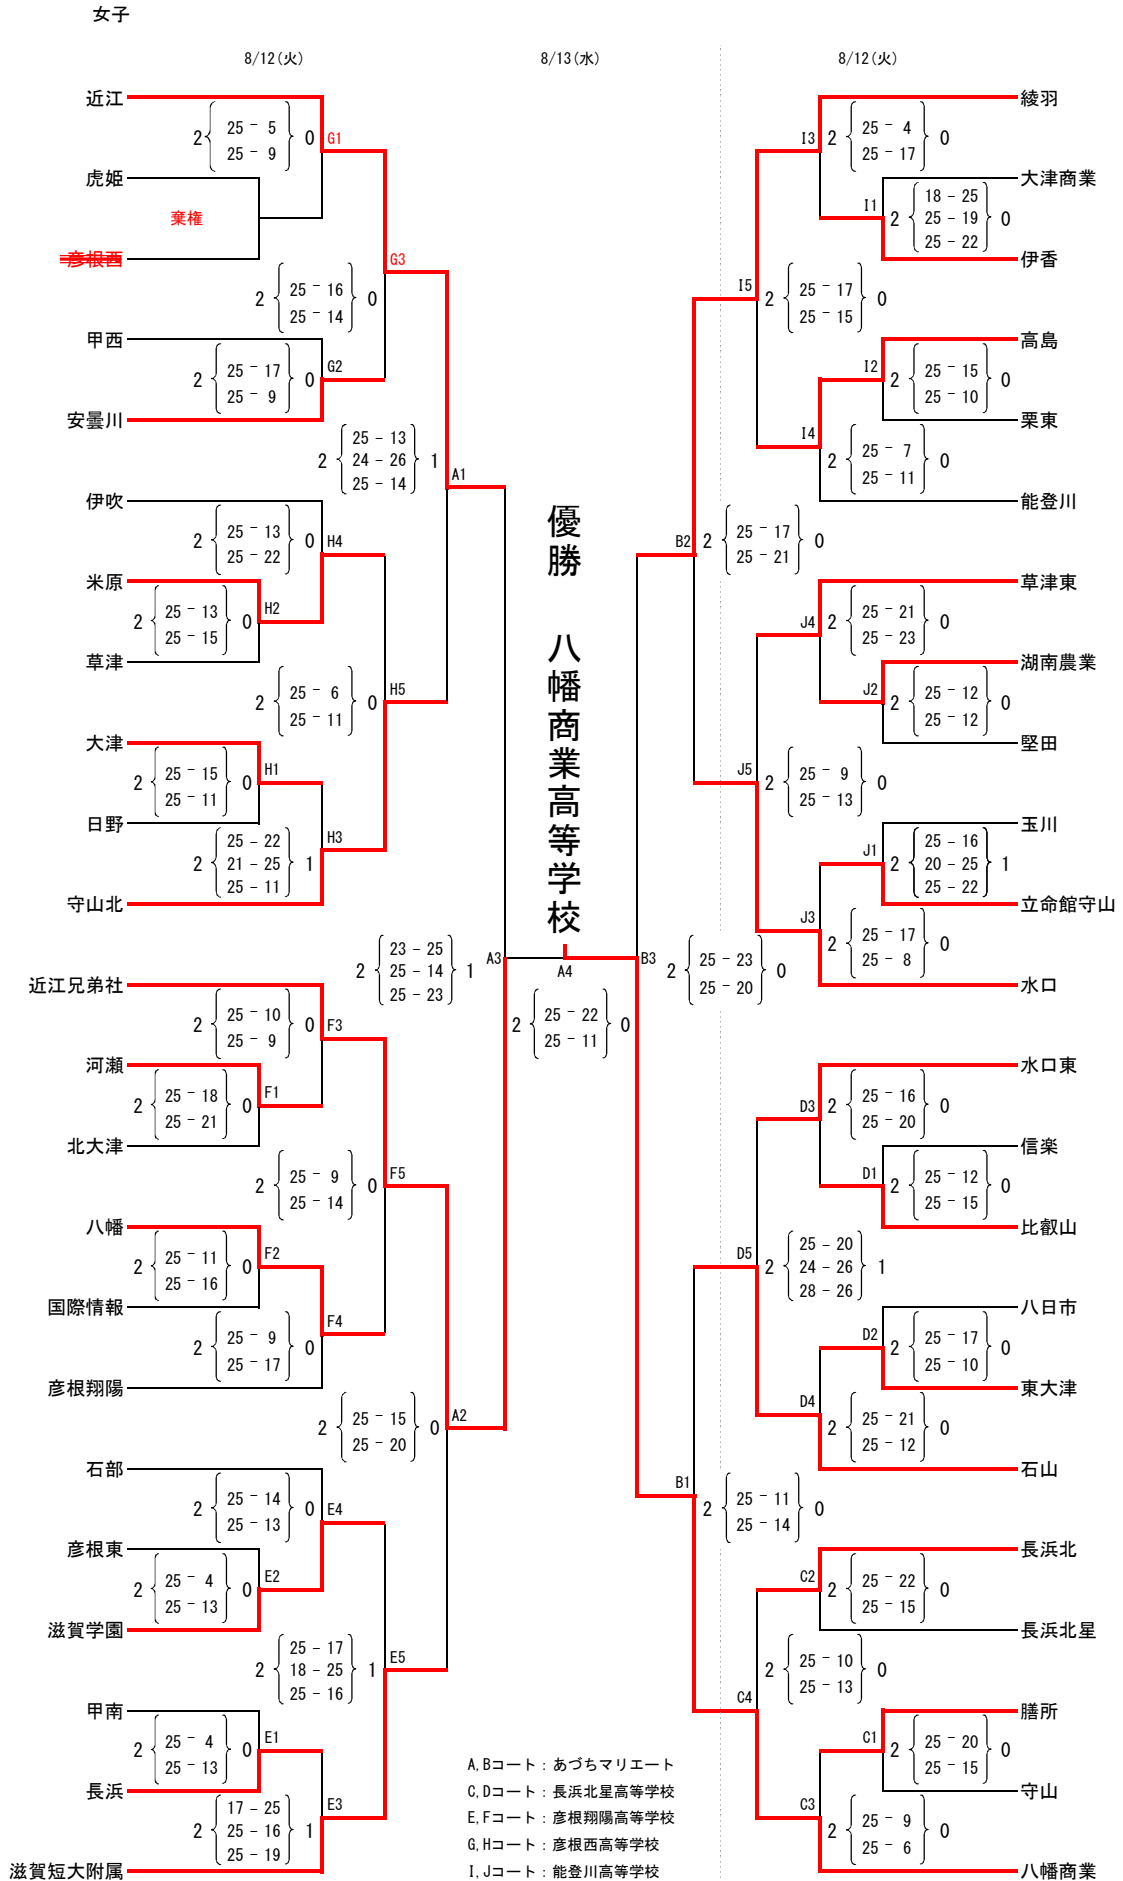 女子
8/12(火)
8/13(水)
8/12(火)
近江
2 25 - 5 0 G1
25 - 9
虎姫
棄権
彦根西
G3
2 25 - 16 0
25 - 14
甲西
2 25 - 17 0 G2
25 - 9
安曇川
25 - 13
2 24 - 26 1 A1
25 - 14
伊吹
2 25 - 13 0 H4
25 - 22
米原
2 25 - 13 0 H2
25 - 15
草津
2 25 - 6 0 H5
25 - 11
大津
2 25 - 15 0 H1
25 - 11
日野
25 - 22 H3
2 21 - 25 1
25 - 11
守山北
23 - 25
2 25 - 14 1 A3
25 - 23
近江兄弟社
2 25 - 10 0 F3
25 - 9
河瀬
2 25 - 18 0 F1
25 - 21
北大津
2 25 - 9 0 F5
25 - 14
八幡
2 25 - 11 0 F2
25 - 16
国際情報
2 25 - 9 0 F4
25 - 17
彦根翔陽
2 25 - 15 0 A2
25 - 20
石部
2 25 - 14 0 E4
25 - 13
彦根東
2 25 - 4 0 E2
25 - 13
滋賀学園
25 - 17
2 18 - 25 1 E5
25 - 16
甲南
2 25 - 4 0 E1
25 - 13
長浜
17 - 25 E3
2 25 - 16 1
25 - 19
滋賀短大附属
優勝 八幡商業高等学校
A4
2 25 - 22 0
25 - 11
綾羽
I3 2 25 - 4 0
25 - 17
大津商業
I1 18 - 25
2 25 - 19 0
25 - 22
伊香
I5 2 25 - 17 0
25 - 15
高島
I2 2 25 - 15 0
25 - 10
栗東
I4 2 25 - 7 0
25 - 11
能登川
B2 2 25 - 17 0
25 - 21
草津東
J4 2 25 - 21 0
25 - 23
湖南農業
J2 2 25 - 12 0
25 - 12
堅田
J5 2 25 - 9 0
25 - 13
玉川
J1 25 - 16
2 20 - 25 1
25 - 22
立命館守山
J3 2 25 - 17 0
25 - 8
水口
B3 2 25 - 23 0
25 - 20
水口東
D3 2 25 - 16 0
25 - 20
信楽
D1 2 25 - 12 0
25 - 15
比叡山
D5 25 - 20
2 24 - 26 1
28 - 26
八日市
D2 2 25 - 17 0
25 - 10
東大津
D4 2 25 - 21 0
25 - 12
石山
B1 2 25 - 11 0
25 - 14
長浜北
C2 2 25 - 22 0
25 - 15
長浜北星
C4 2 25 - 10 0
25 - 13
膳所
C1 2 25 - 20 0
25 - 15
守山
C3 2 25 - 9 0
25 - 6
八幡商業
A,Bコート：あづちマリエート
C,Dコート：長浜北星高等学校
E,Fコート：彦根翔陽高等学校
G,Hコート：彦根西高等学校
I,Jコート：能登川高等学校